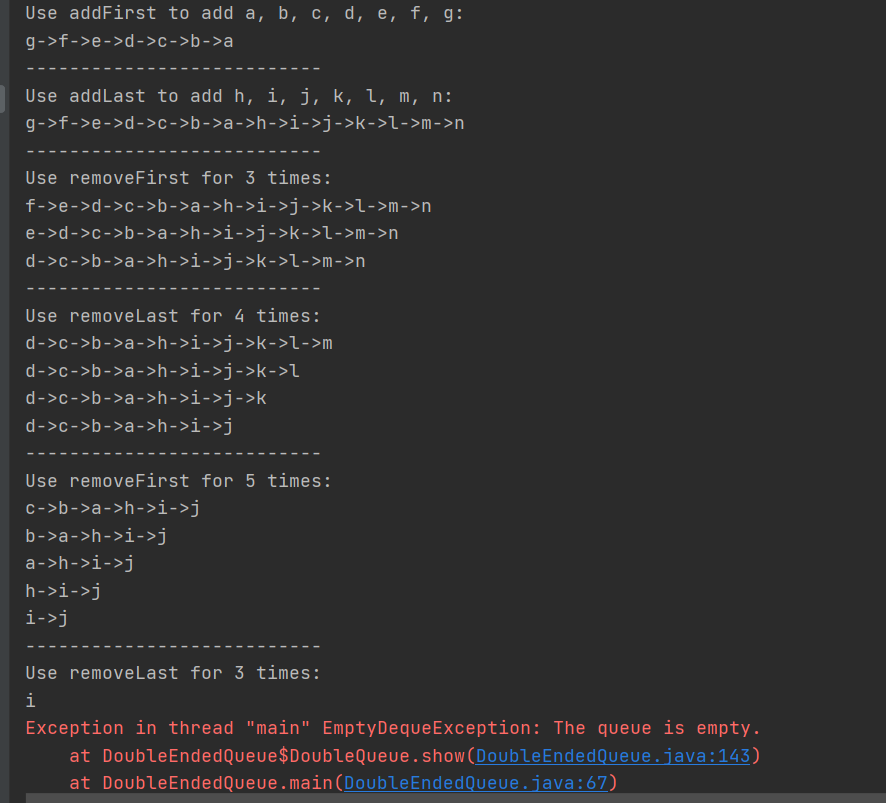 Use addFirst to add a, b, c, d, e, f, g:
g->f->e->d->c->b->a
---------------------------
Use addLast to add h, i, j, k, l, m, n:
g->f->e->d->c->b->a->h->i->j->k->l->m->n
---------------------------
Use removeFirst for 3 times:
f->e->d->c->b->a->h->i->j->k->l->m->n
e->d->c->b->a->h->i->j->k->l->m->n
d->c->b->a->h->i->j->k->l->m->n
---------------------------
Use removeLast for 4 times:
d->c->b->a->h->i->j->k->l->m
d->c->b->a->h->i->j->k->l
d->c->b->a->h->i->j->k
d->c->b->a->h->i->j
---------------------------
Use removeFirst for 5 times:
c->b->a->h->i->j
b->a->h->i->j
a->h->i->j
h->i->j
i->j
---------------------------
Use removeLast for 3 times:
i
Exception in thread "main" EmptyDequeException: The queue is empty.
    at DoubleEndedQueue$DoubleQueue.show(DoubleEndedQueue.java:143)
    at DoubleEndedQueue.main(DoubleEndedQueue.java:67)